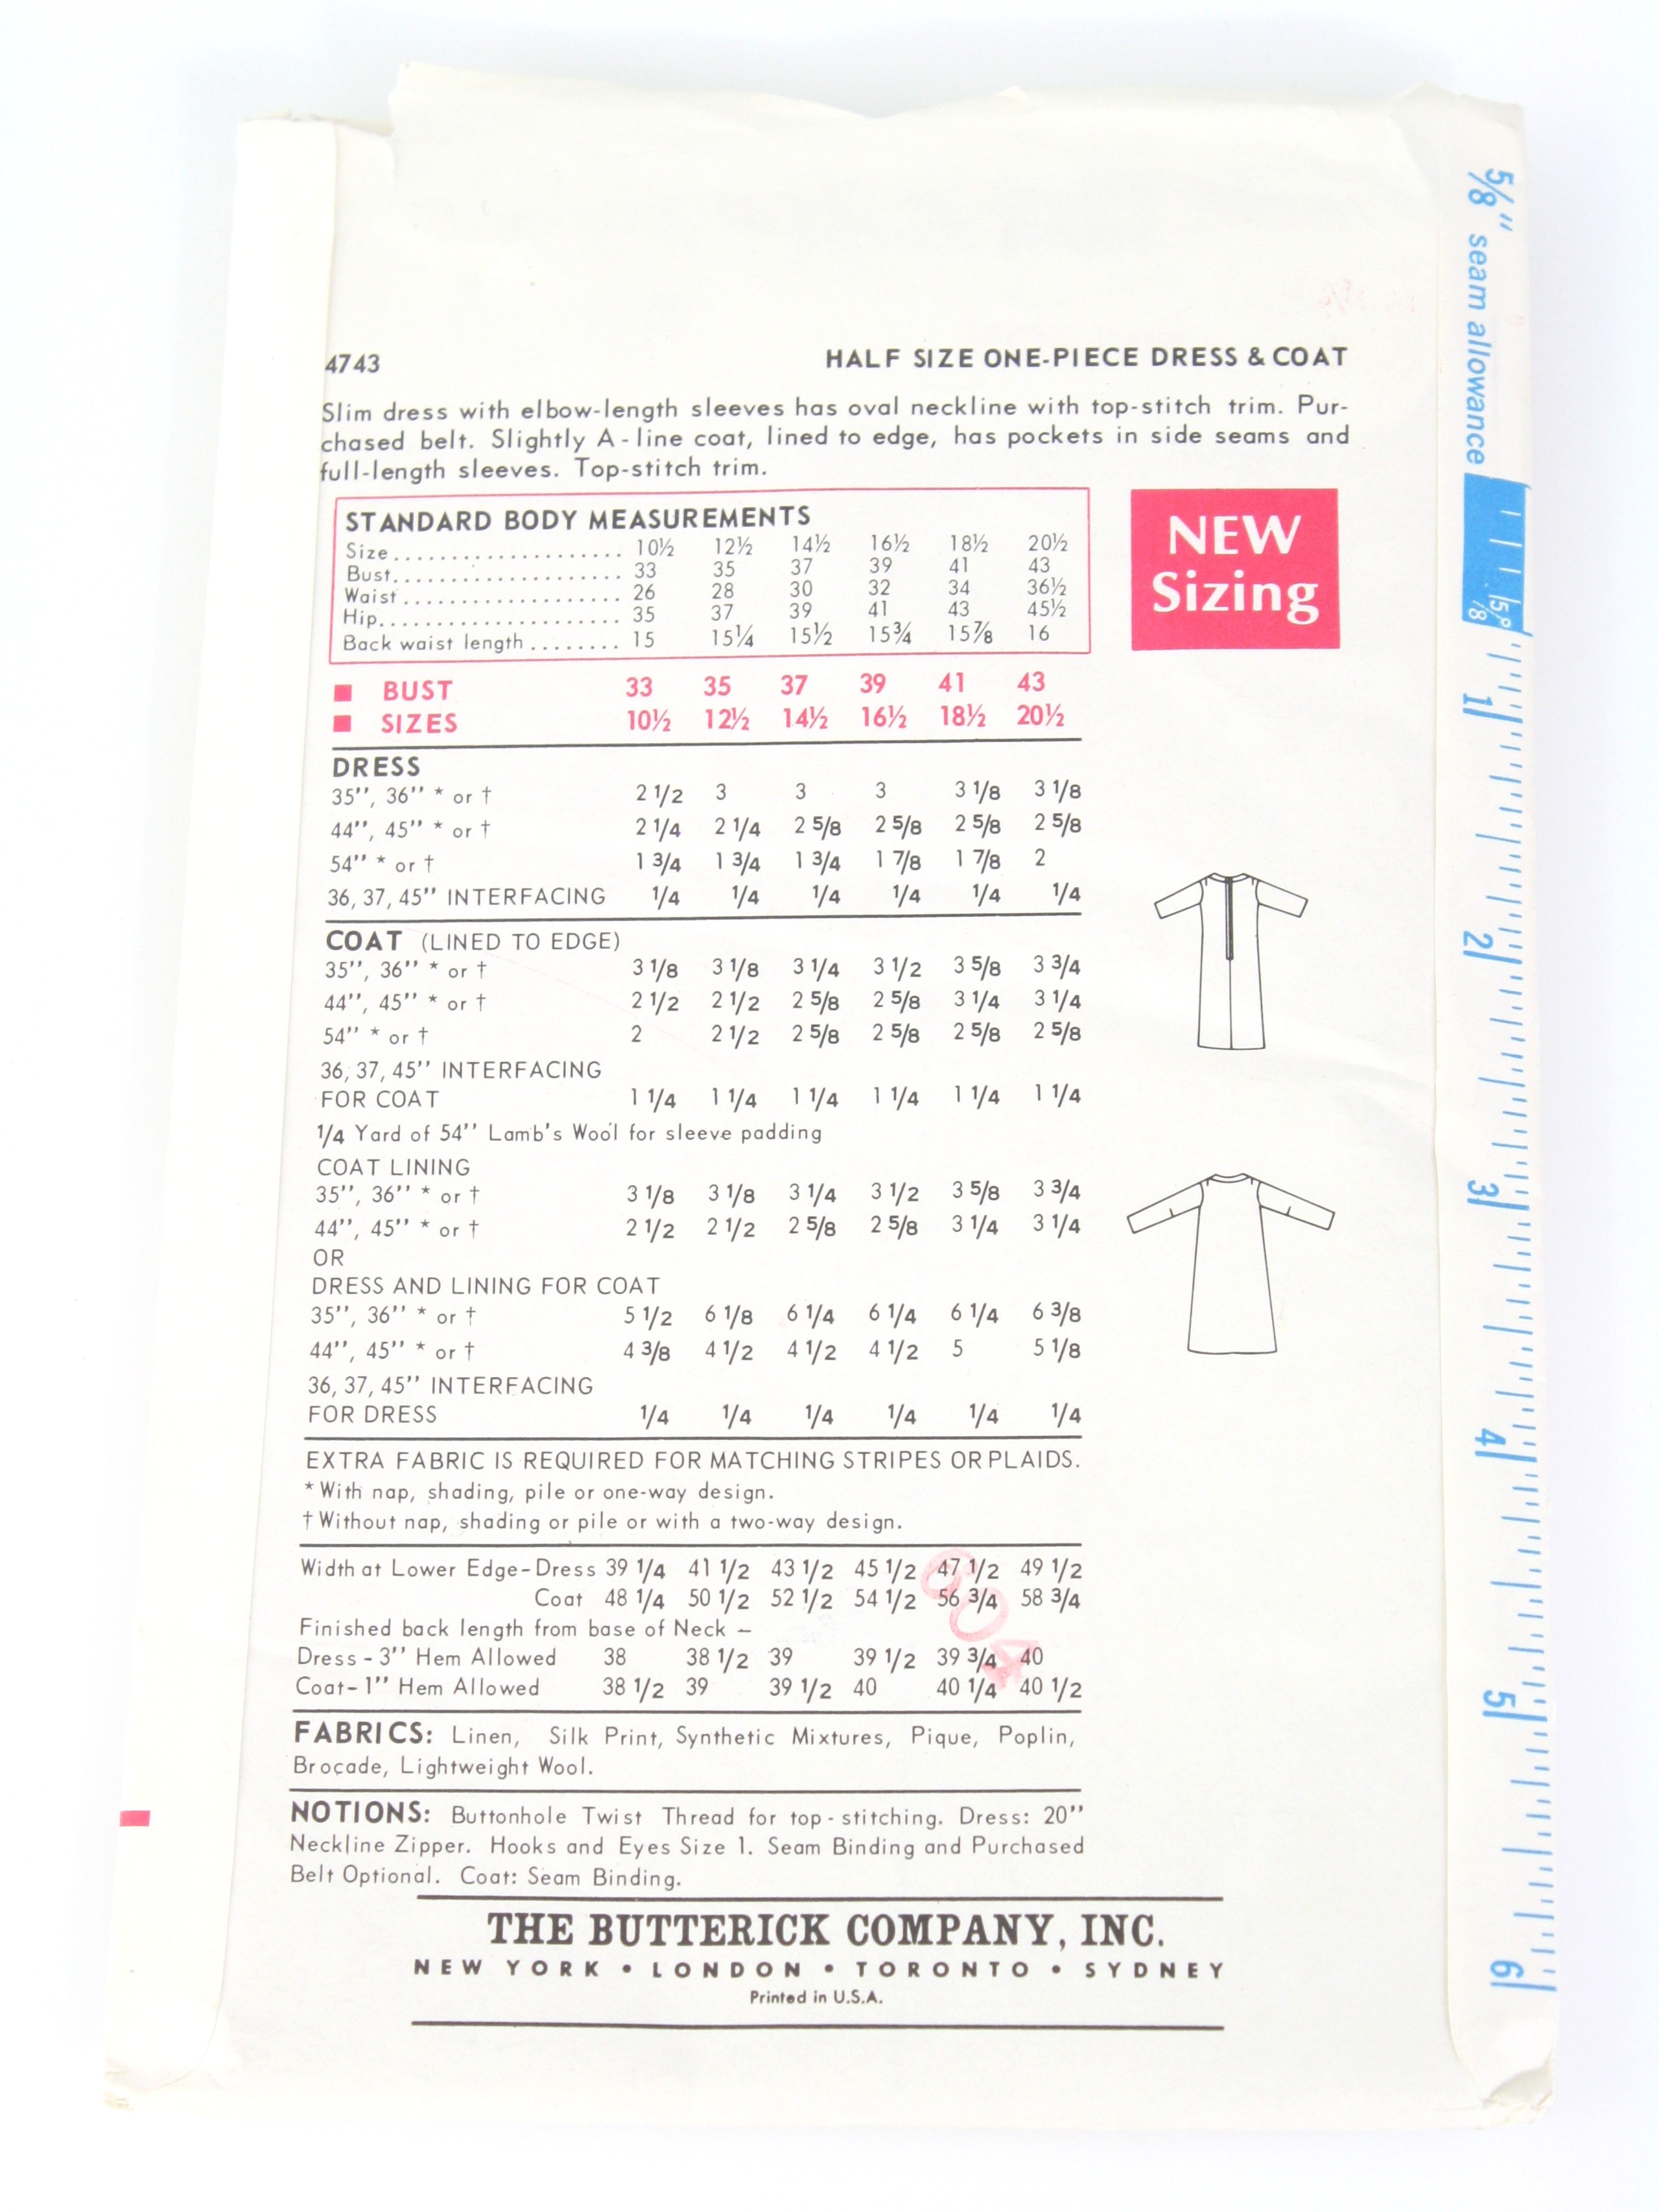 4743 HALF SIZE ONE-PIECE DRESS & COAT
Slim dress with elbow-length sleeves has oval neckline with top-stitch trim. Pur-
chased belt. Slightly A-line coat, lined to edge, has pockets in side seams and
full-length sleeves. Top-stitch trim.
STANDARD BODY MEASUREMENTS
Size.................... 10½ 12½ 14½ 16½ 18½ 20½
Bust.................... 33 35 37 39 41 43
Waist................... 26 28 30 32 34 36½
Hip..................... 35 37 39 41 43 45½
Back waist length ........ 15 15¼ 15½ 15¾ 15⅞ 16
NEW
Sizing
BUST 33 35 37 39 41 43
SIZES 10½ 12½ 14½ 16½ 18½ 20½
DRESS
35'', 36'' * or † 2 1/2 3 3 3 3 1/8 3 1/8
44'', 45'' * or † 2 1/4 2 1/4 2 5/8 2 5/8 2 5/8 2 5/8
54'' * or † 1 3/4 1 3/4 1 3/4 1 7/8 1 7/8 2
36, 37, 45'' INTERFACING 1/4 1/4 1/4 1/4 1/4 1/4
COAT (LINED TO EDGE)
35'', 36'' * or † 3 1/8 3 1/8 3 1/4 3 1/2 3 5/8 3 3/4
44'', 45'' * or † 2 1/2 2 1/2 2 5/8 2 5/8 3 1/4 3 1/4
54'' * or † 2 2 1/2 2 5/8 2 5/8 2 5/8 2 5/8
36, 37, 45'' INTERFACING
FOR COAT 1 1/4 1 1/4 1 1/4 1 1/4 1 1/4 1 1/4
1/4 Yard of 54'' Lamb's Wool for sleeve padding
COAT LINING
35'', 36'' * or † 3 1/8 3 1/8 3 1/4 3 1/2 3 5/8 3 3/4
44'', 45'' * or † 2 1/2 2 1/2 2 5/8 2 5/8 3 1/4 3 1/4
OR
DRESS AND LINING FOR COAT
35'', 36'' * or † 5 1/2 6 1/8 6 1/4 6 1/4 6 1/4 6 3/8
44'', 45'' * or † 4 3/8 4 1/2 4 1/2 4 1/2 5 5 1/8
36, 37, 45'' INTERFACING
FOR DRESS 1/4 1/4 1/4 1/4 1/4 1/4
EXTRA FABRIC IS REQUIRED FOR MATCHING STRIPES OR PLAIDS.
* With nap, shading, pile or one-way design.
† Without nap, shading or pile or with a two-way design.
Width at Lower Edge-Dress 39 1/4 41 1/2 43 1/2 45 1/2 47 1/2 49 1/2
Coat 48 1/4 50 1/2 52 1/2 54 1/2 56 3/4 58 3/4
Finished back length from base of Neck –
Dress - 3'' Hem Allowed 38 38 1/2 39 39 1/2 39 3/4 40
Coat- 1'' Hem Allowed 38 1/2 39 39 1/2 40 40 1/4 40 1/2
604
FABRICS: Linen, Silk Print, Synthetic Mixtures, Pique, Poplin,
Brocade, Lightweight Wool.
NOTIONS: Buttonhole Twist Thread for top-stitching. Dress: 20''
Neckline Zipper. Hooks and Eyes Size 1. Seam Binding and Purchased
Belt Optional. Coat: Seam Binding.
THE BUTTERICK COMPANY, INC.
NEW YORK • LONDON • TORONTO • SYDNEY
Printed in U.S.A.
5/8'' seam allowance
5/8
1
2
3
4
5
6